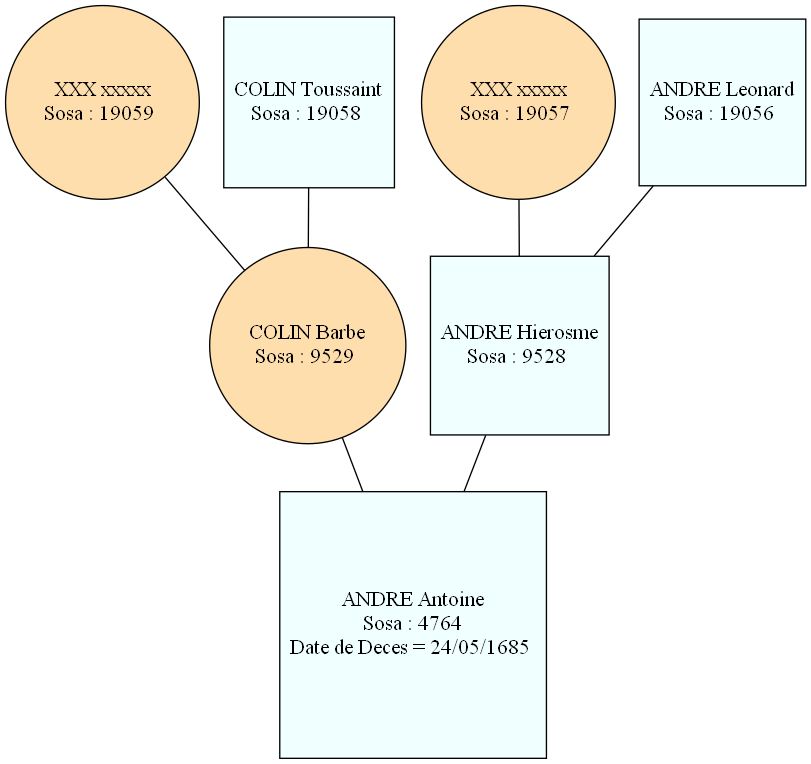 XXX xxxxx
Sosa : 19059
COLIN Toussaint
Sosa : 19058
XXX xxxxx
Sosa : 19057
ANDRE Leonard
Sosa : 19056
COLIN Barbe
Sosa : 9529
ANDRE Hierosme
Sosa : 9528
ANDRE Antoine
Sosa : 4764
Date de Deces = 24/05/1685